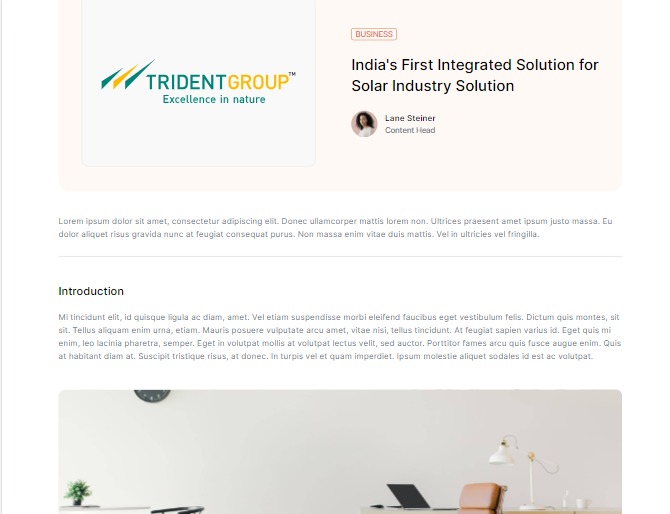 TRIDENTGROUP™
Excellence in nature
BUSINESS
India's First Integrated Solution for
Solar Industry Solution
Lane Steiner
Content Head
Lorem ipsum dolor sit amet, consectetur adipiscing elit. Donec ullamcorper mattis lorem non. Ultrices praesent amet ipsum justo massa. Eu
dolor aliquet risus gravida nunc at feugiat consequat purus. Non massa enim vitae duis mattis. Vel in ultricies vel fringilla.
Introduction
Mi tincidunt elit, id quisque ligula ac diam, amet. Vel etiam suspendisse morbi eleifend faucibus eget vestibulum felis. Dictum quis montes, sit
sit. Tellus aliquam enim urna, etiam. Mauris posuere vulputate arcu amet, vitae nisi, tellus tincidunt. At feugiat sapien varius id. Eget quis mi
enim, leo lacinia pharetra, semper. Eget in volutpat mollis at volutpat lectus velit, sed auctor. Porttitor fames arcu quis fusce augue enim. Quis
at habitant diam at. Suscipit tristique risus, at donec. In turpis vel et quam imperdiet. Ipsum molestie aliquet sodales id est ac volutpat.